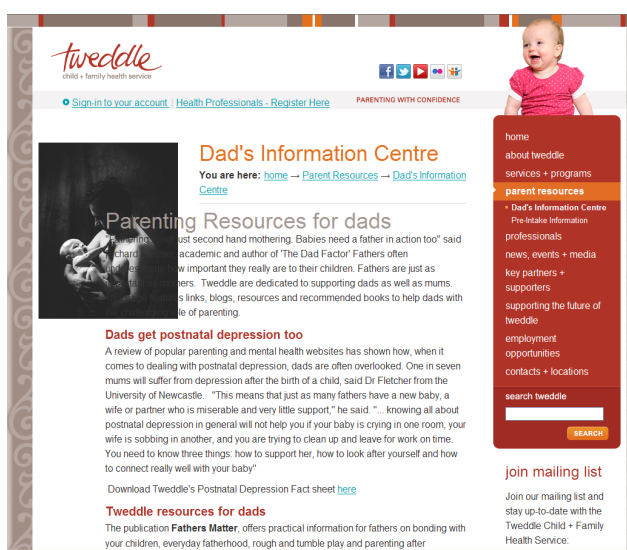 tweddle
child + family health service
Sign-in to your account | Health Professionals - Register Here
PARENTING WITH CONFIDENCE
Dad's Information Centre
You are here: home → Parent Resources → Dad's Information
Centre
Parenting Resources for dads
ust second hand mothering. Babies need a father in action too" said
academic and author of 'The Dad Factor' Fathers often
how important they really are to their children. Fathers are just as
mothers. Tweddle are dedicated to supporting dads as well as mums.
links, blogs, resources and recommended books to help dads with
of parenting.
Dads get postnatal depression too
A review of popular parenting and mental health websites has shown how, when it
comes to dealing with postnatal depression, dads are often overlooked. One in seven
mums will suffer from depression after the birth of a child, said Dr Fletcher from the
University of Newcastle. "This means that just as many fathers have a new baby, a
wife or partner who is miserable and very little support," he said. "... knowing all about
postnatal depression in general will not help you if your baby is crying in one room, your
wife is sobbing in another, and you are trying to clean up and leave for work on time.
You need to know three things: how to support her, how to look after yourself and how
to connect really well with your baby"
Download Tweddle's Postnatal Depression Fact sheet here
Tweddle resources for dads
The publication Fathers Matter, offers practical information for fathers on bonding with
your children, everyday fatherhood, rough and tumble play and parenting after
home
about tweddle
services + programs
parent resources
Dad's Information Centre
Pre-Intake Information
professionals
news, events + media
key partners +
supporters
supporting the future of
tweddle
employment
opportunities
contacts + locations
search tweddle
SEARCH
join mailing list
Join our mailing list and
stay up-to-date with the
Tweddle Child + Family
Health Service: